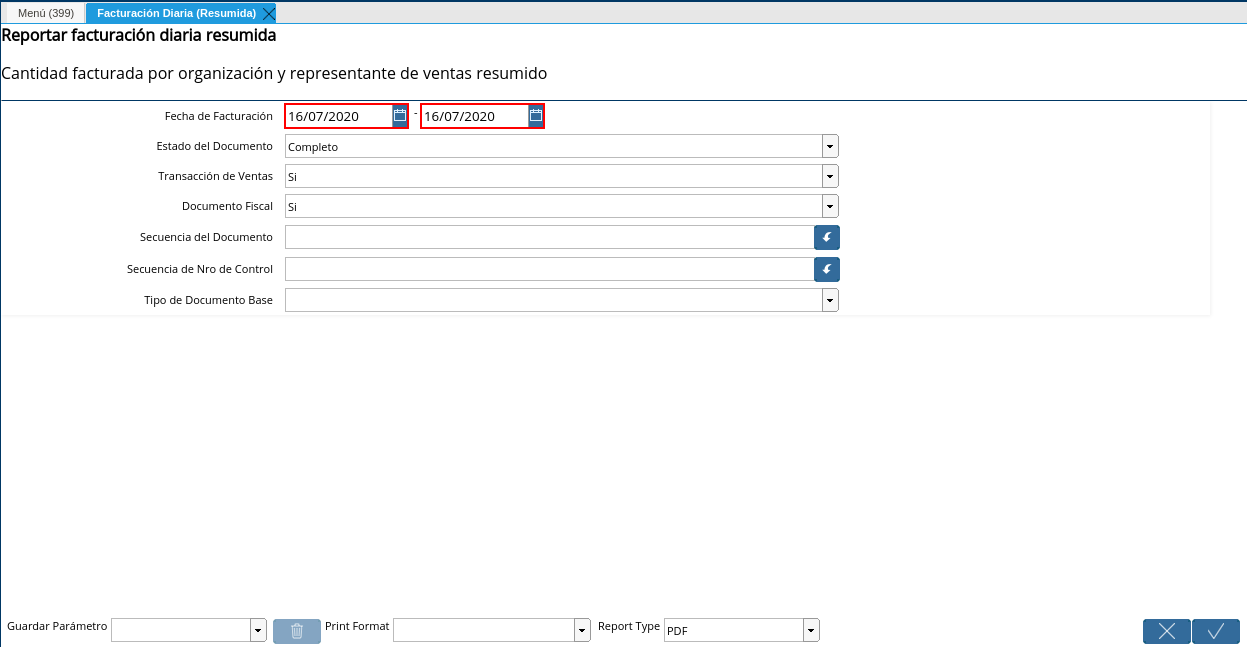 Menú (399) Facturación Diaria (Resumida)
Reportar facturación diaria resumida
Cantidad facturada por organización y representante de ventas resumido
Fecha de Facturación 16/07/2020 - 16/07/2020
Estado del Documento Completo
Transacción de Ventas Si
Documento Fiscal Si
Secuencia del Documento
Secuencia de Nro de Control
Tipo de Documento Base
Guardar Parámetro Print Format Report Type PDF